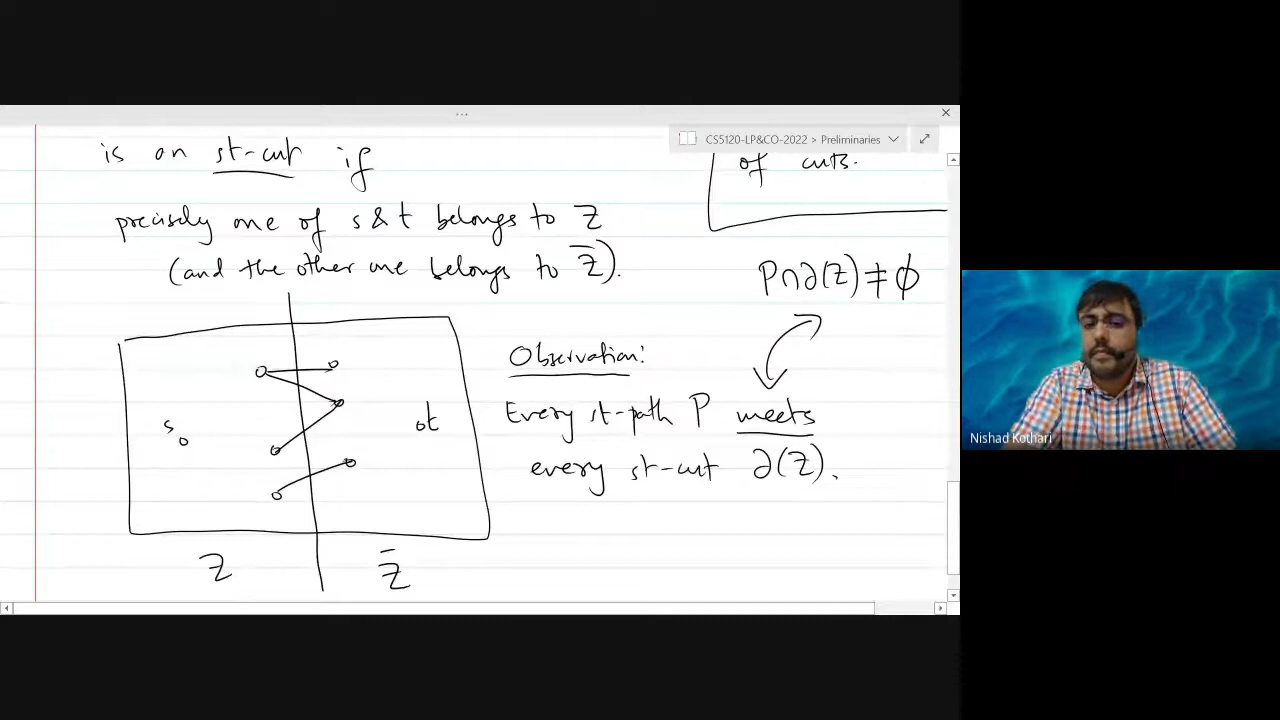 CS5120-LP&CO-2022 > Preliminaries
is an st-cut if
of cuts.
precisely one of s & t belongs to Z
(and the other one belongs to Z̄).
P∩∂(Z) ≠ ϕ
Observation:
Every st-path P meets
every st-cut ∂(Z).
s
t
Z
Z̄
Nishad Kothari